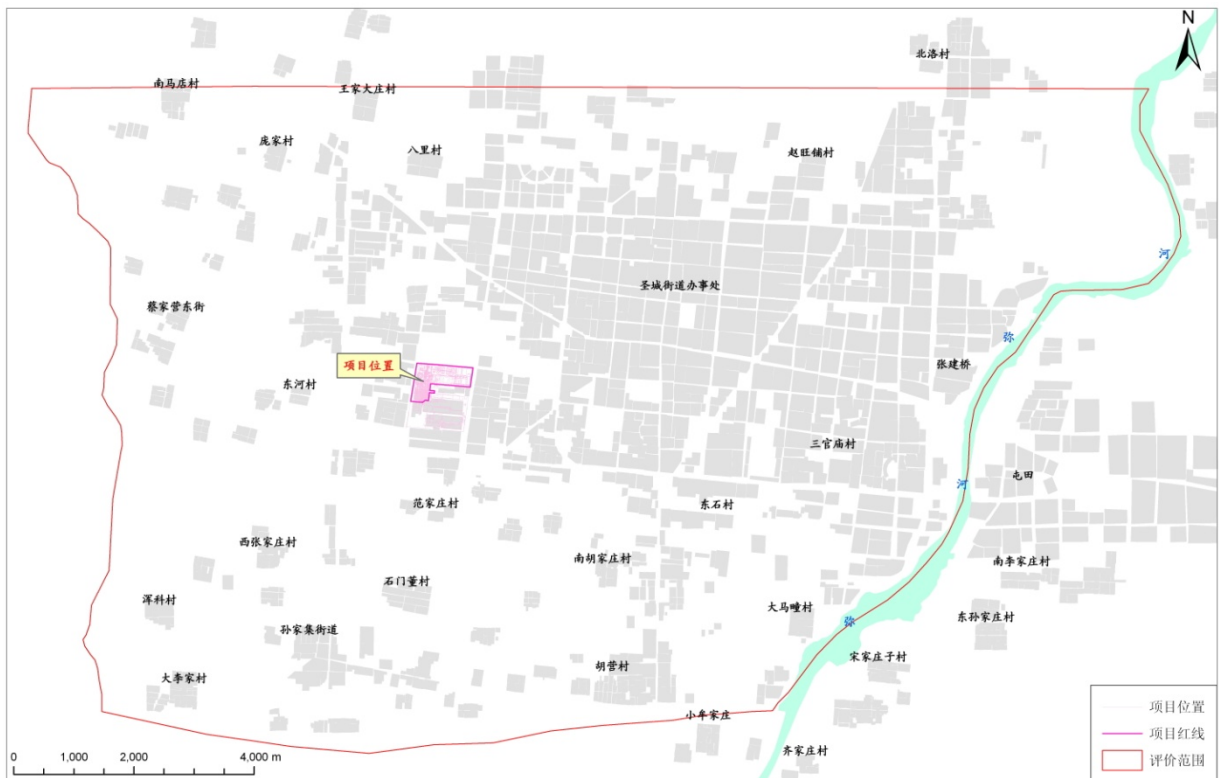 N
北洛村
南马店村
王家大庄村
庞家村
八里村
赵旺铺村
河
圣城街道办事处
蔡家营东街
弥
项目位置
张建桥
东河村
三官庙村
屯田
河
范家庄村
东石村
西张家庄村
南胡家庄村
南李家庄村
石门董村
浑科村
大马疃村
东孙家庄村
弥
孙家集街道
宋家庄子村
胡营村
大李家村
小牟家庄
齐家庄村
项目位置
项目红线
评价范围
0 1,000 2,000 4,000 m